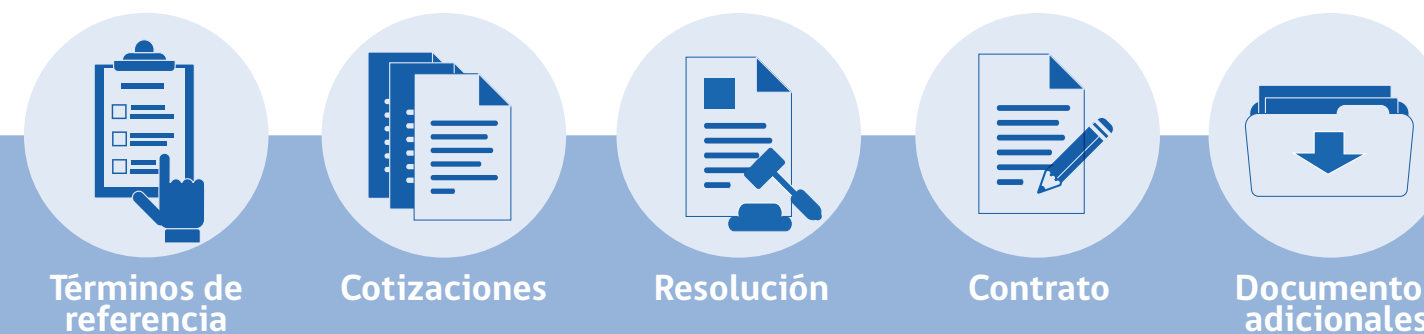 Términos de
referencia
Cotizaciones
Resolución
Contrato
Documento
adicionales